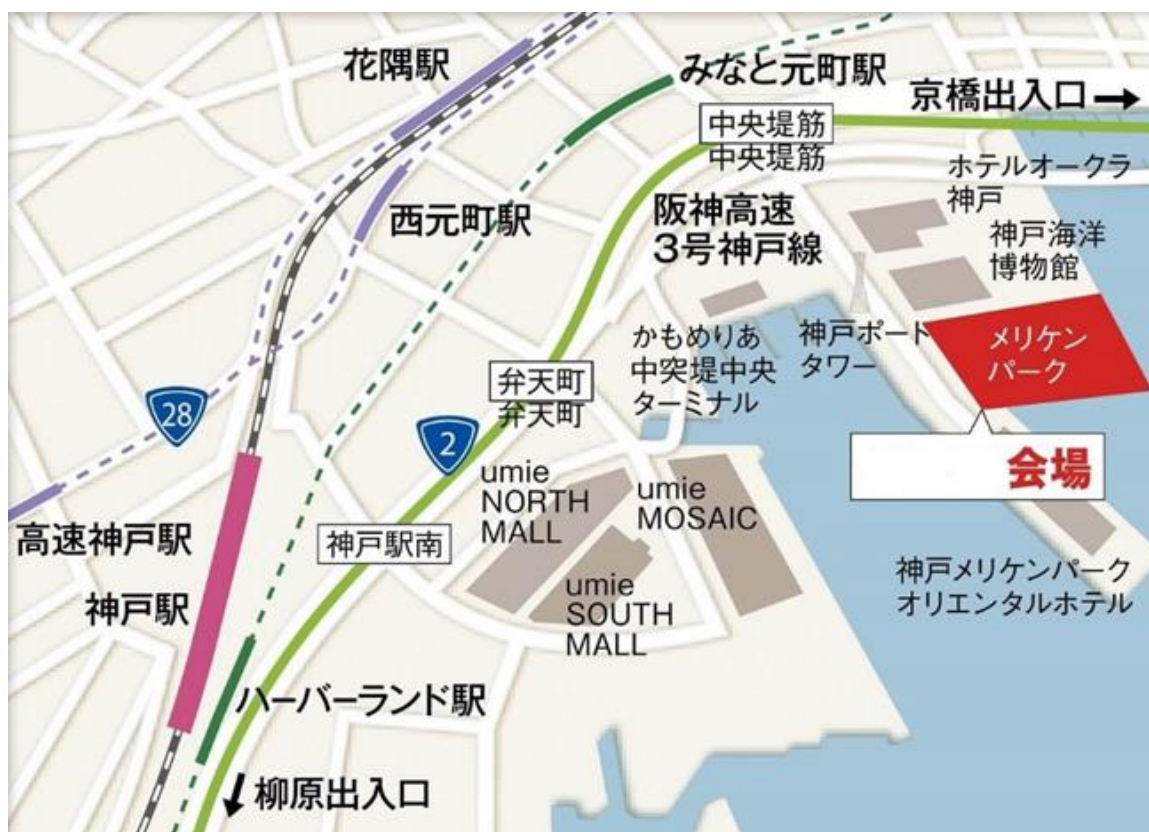 花隈駅
みなと元町駅
京橋出入口
中央堤筋
中央堤筋
ホテルオークラ
神戸
西元町駅
阪神高速
3号神戸線
神戸海洋
博物館
メリケン
パーク
かもめりあ
中突堤中央
ターミナル
神戸ポート
タワー
弁天町
弁天町
28
2
会場
umie
NORTH
MALL
umie
MOSAIC
高速神戸駅
神戸駅南
神戸駅
umie
SOUTH
MALL
神戸メリケンパーク
オリエンタルホテル
ハーバーランド駅
柳原出入口